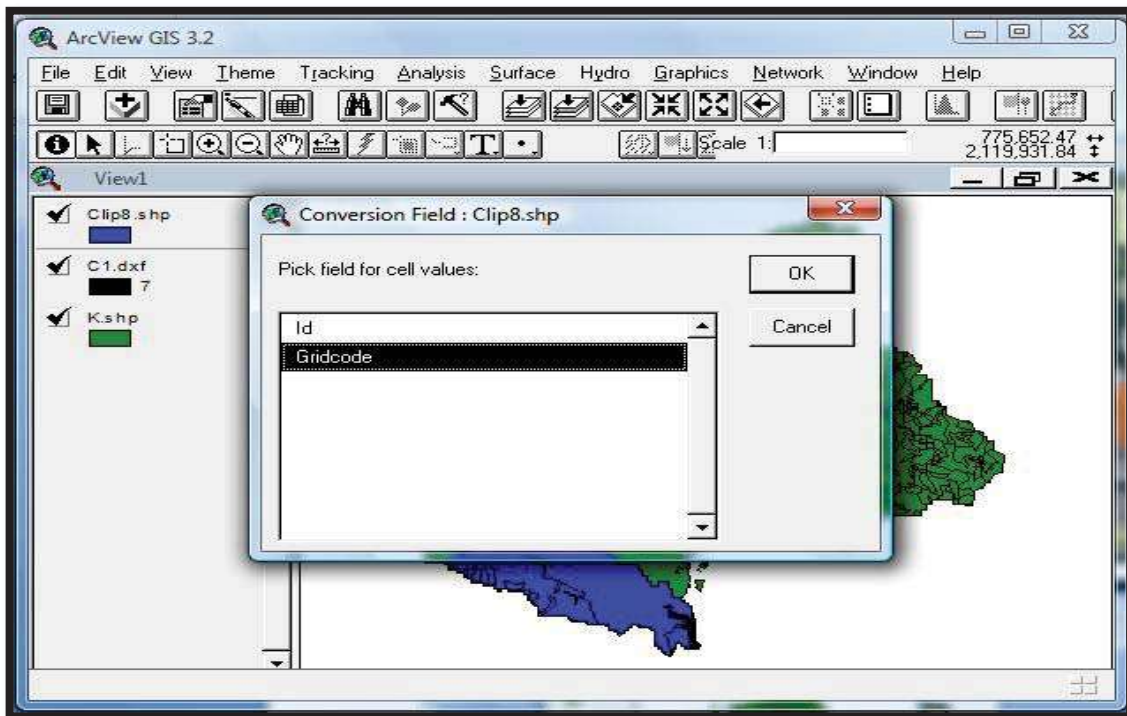 ArcView GIS 3.2
File Edit View Theme Tracking Analysis Surface Hydro Graphics Network Window Help
Scale 1:
775,652.47
2,119,931.84
View1
Clip8.shp
C1.dxf
7
K.shp
Conversion Field : Clip8.shp
Pick field for cell values:
OK
Cancel
Id
Gridcode